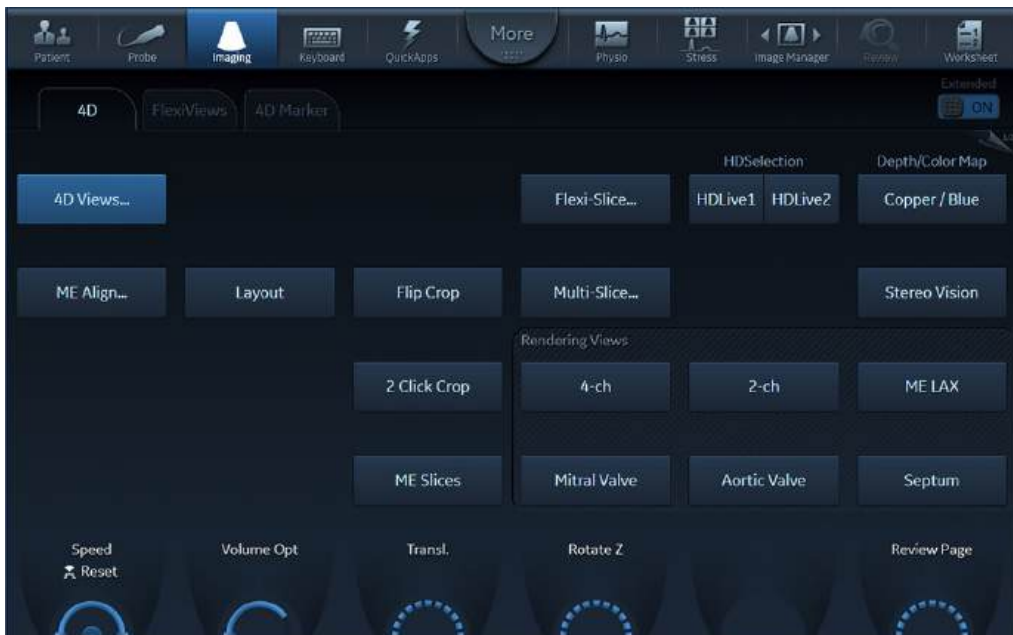 Patient Probe Imaging Keyboard QuickApps More Physio Stress Image Manager Review Worksheet
Extended
4D FlexiViews 4D Marker ON
HDSelection Depth/Color Map
4D Views... Flexi-Slice... HDLive1 HDLive2 Copper / Blue
ME Align... Layout Flip Crop Multi-Slice... Stereo Vision
Rendering Views
2 Click Crop 4-ch 2-ch ME LAX
ME Slices Mitral Valve Aortic Valve Septum
Speed Volume Opt Transl. Rotate Z Review Page
Reset